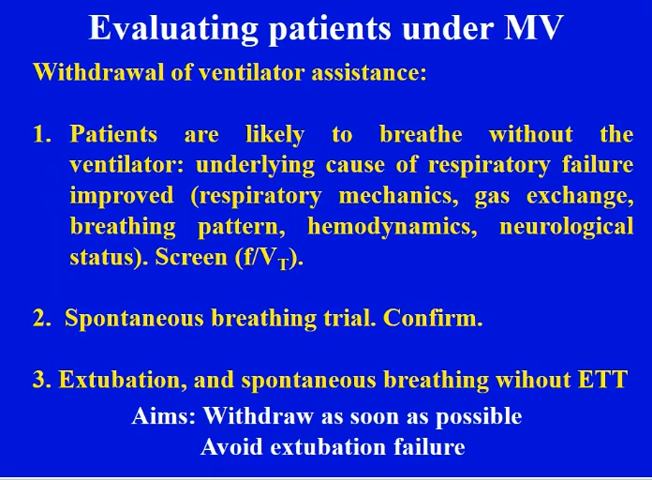 Evaluating patients under MV
Withdrawal of ventilator assistance:
1. Patients are likely to breathe without the
ventilator: underlying cause of respiratory failure
improved (respiratory mechanics, gas exchange,
breathing pattern, hemodynamics, neurological
status). Screen (f/VT).
2. Spontaneous breathing trial. Confirm.
3. Extubation, and spontaneous breathing wihout ETT
Aims: Withdraw as soon as possible
Avoid extubation failure